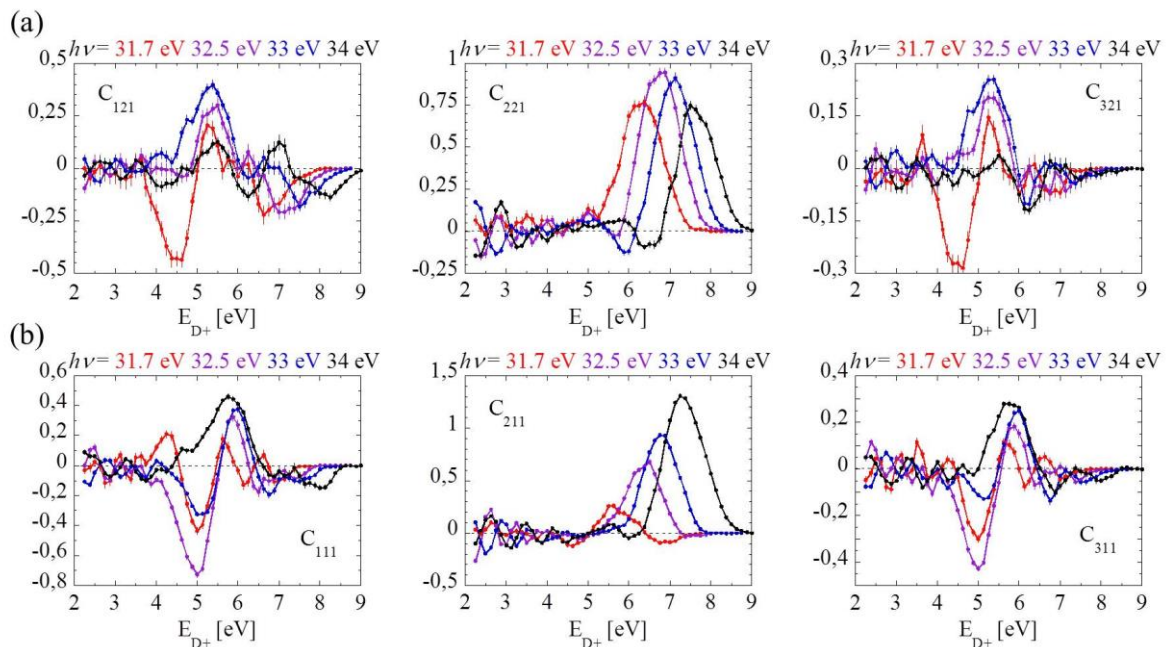 (a)
hν= 31.7 eV 32.5 eV 33 eV 34 eV
0,5
0,25
0
-0,25
-0,5
C121
2 3 4 5 6 7 8 9
ED+ [eV]
hν= 31.7 eV 32.5 eV 33 eV 34 eV
1
0,75
0,5
0,25
0
-0,25
C221
2 3 4 5 6 7 8 9
ED+ [eV]
hν= 31.7 eV 32.5 eV 33 eV 34 eV
0,3
0,15
0
-0,15
-0,3
C321
2 3 4 5 6 7 8 9
ED+ [eV]
(b)
hν= 31.7 eV 32.5 eV 33 eV 34 eV
0,6
0,4
0,2
0
-0,2
-0,4
-0,6
-0,8
C111
2 3 4 5 6 7 8 9
ED+ [eV]
hν= 31.7 eV 32.5 eV 33 eV 34 eV
1,5
1
0,5
0
-0,5
C211
2 3 4 5 6 7 8 9
ED+ [eV]
hν= 31.7 eV 32.5 eV 33 eV 34 eV
0,4
0,2
0
-0,2
-0,4
C311
2 3 4 5 6 7 8 9
ED+ [eV]